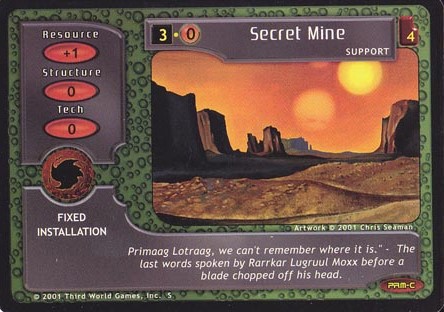 Resource
+1
Structure
0
Tech
0
FIXED
INSTALLATION
3 · 0
Secret Mine
SUPPORT
4
Artwork © 2001 Chris Seaman
Primaag Lotraag, we can't remember where it is." - The
last words spoken by Rarrkar Lugruul Moxx before a
blade chopped off his head.
© 2001 Third World Games, Inc. S
PRM-C